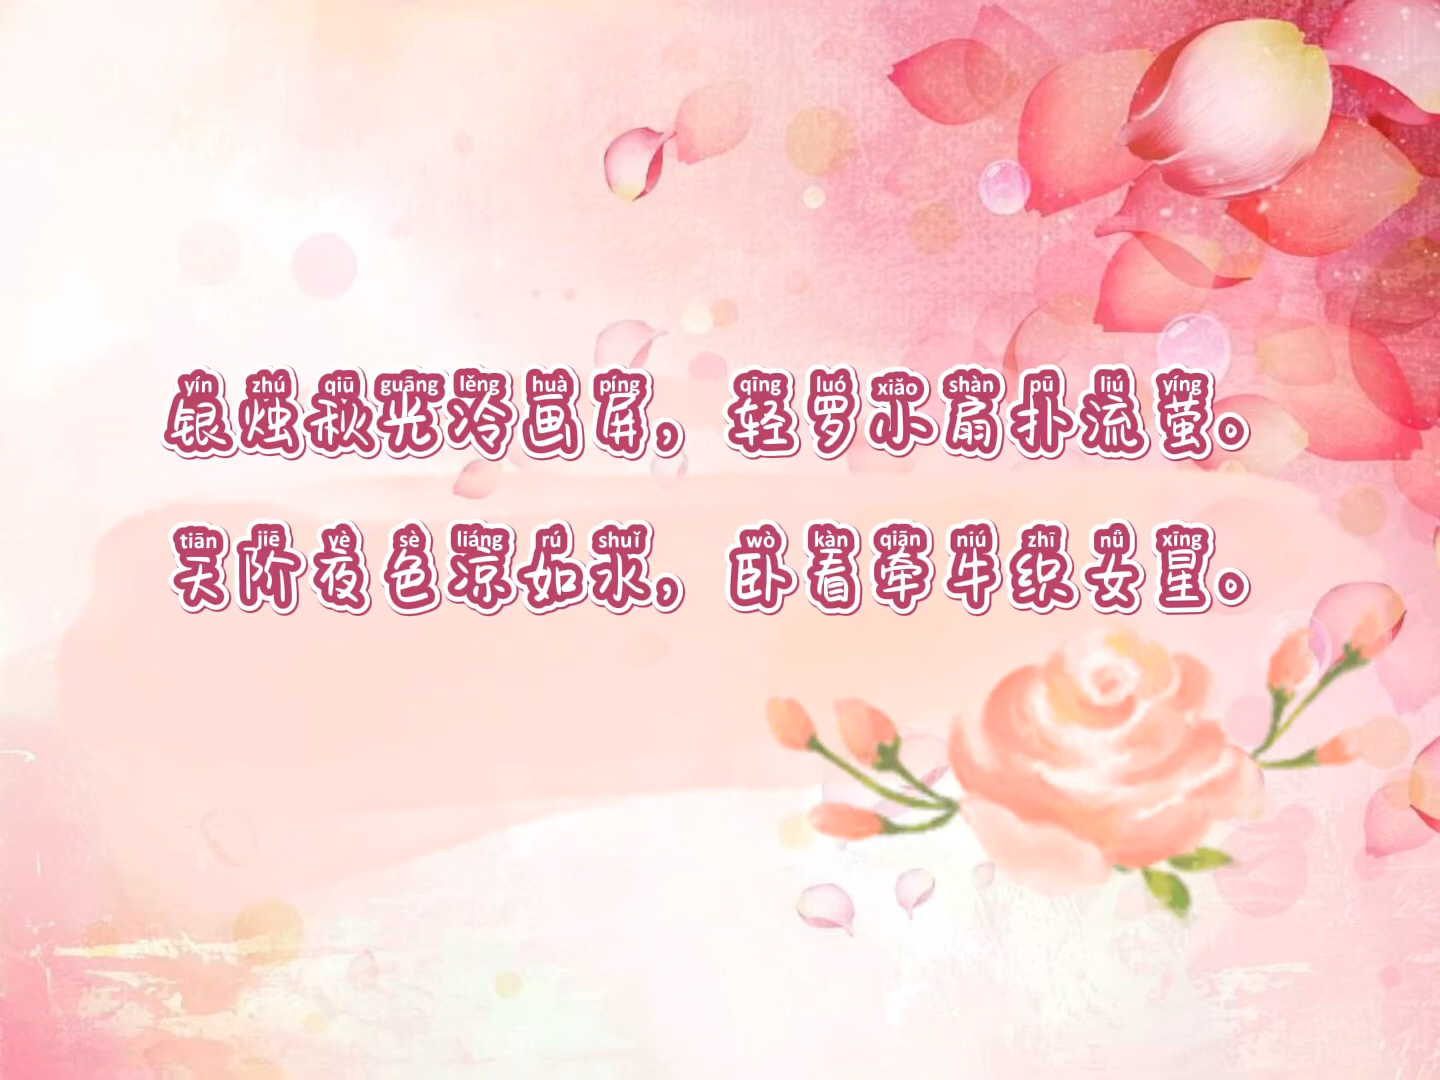 yín zhú qiū guāng lěng huà píng qīng luó xiǎo shàn pū liú yíng
银烛秋光冷画屏，轻罗小扇扑流萤。
tiān jiē yè sè liáng rú shuǐ wò kàn qiān niú zhī nǚ xīng
天阶夜色凉如水，卧看牵牛织女星。